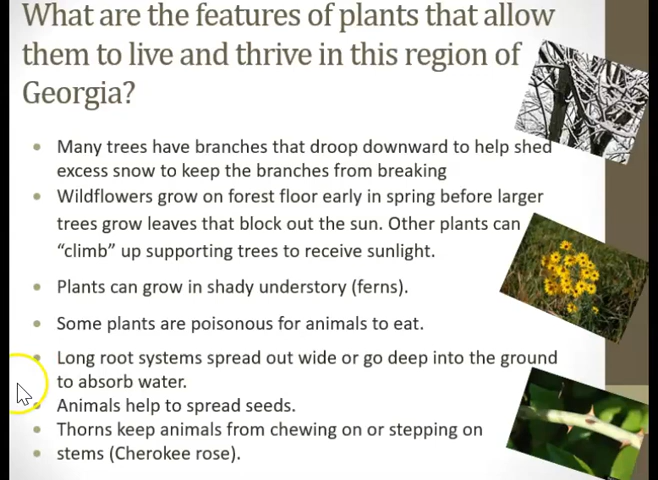 What are the features of plants that allow
them to live and thrive in this region of
Georgia?
• Many trees have branches that droop downward to help shed
excess snow to keep the branches from breaking
• Wildflowers grow on forest floor early in spring before larger
trees grow leaves that block out the sun. Other plants can
“climb” up supporting trees to receive sunlight.
• Plants can grow in shady understory (ferns).
• Some plants are poisonous for animals to eat.
• Long root systems spread out wide or go deep into the ground
to absorb water.
• Animals help to spread seeds.
• Thorns keep animals from chewing on or stepping on
• stems (Cherokee rose).